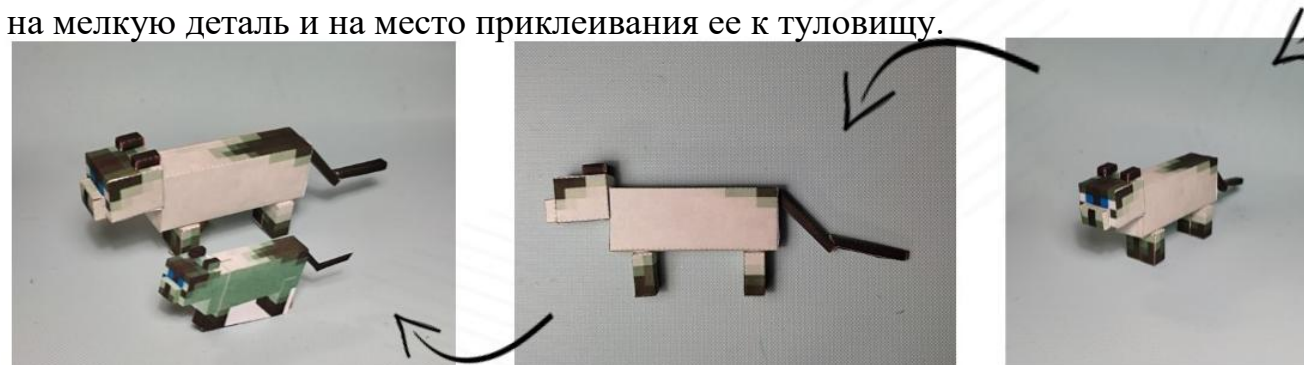 на мелкую деталь и на место приклеивания ее к туловищу.